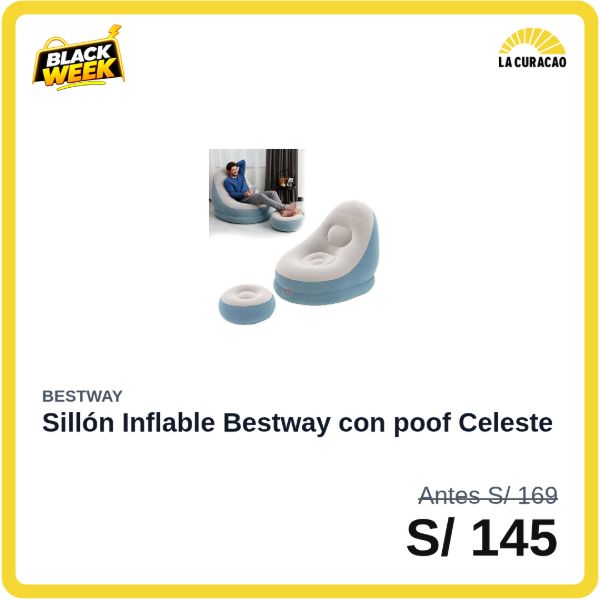 BLACK
WEEK
LA CURACAO
BESTWAY
Sillón Inflable Bestway con poof Celeste
Antes S/ 169
S/ 145